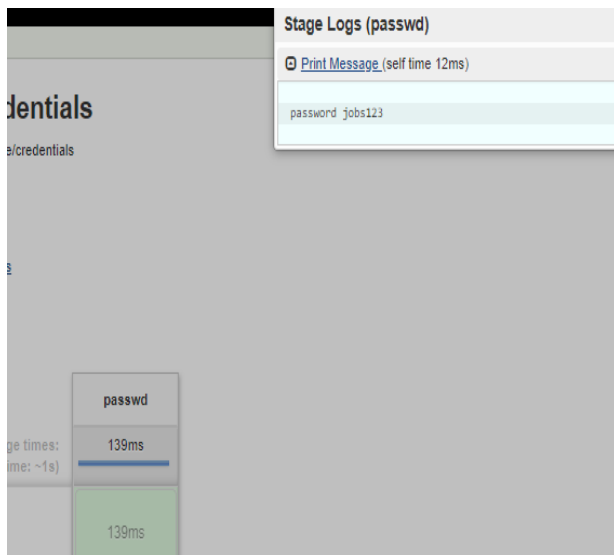 Stage Logs (passwd)
Print Message (self time 12ms)
password jobs123
dentials
e/credentials
s
passwd
ge times:
139ms
ime: ~1s)
139ms